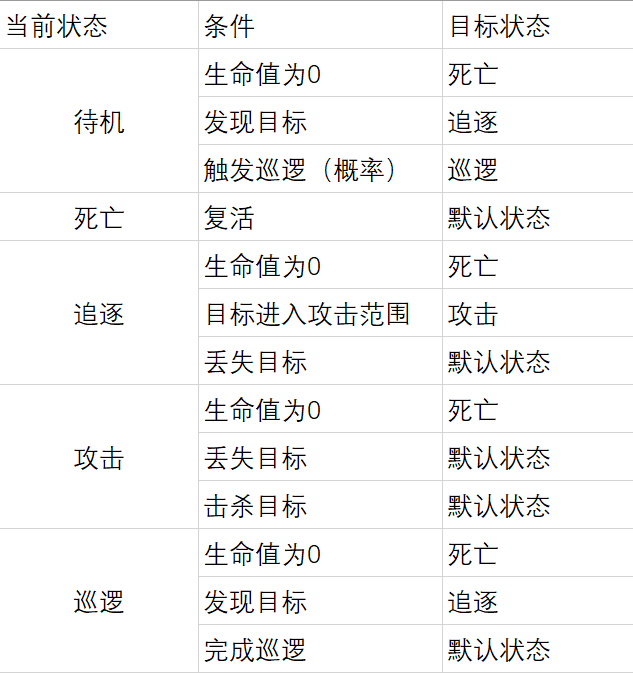 当前状态 条件 目标状态
待机 生命值为0 死亡
发现目标 追逐
触发巡逻（概率） 巡逻
死亡 复活 默认状态
追逐 生命值为0 死亡
目标进入攻击范围 攻击
丢失目标 默认状态
攻击 生命值为0 死亡
丢失目标 默认状态
击杀目标 默认状态
巡逻 生命值为0 死亡
发现目标 追逐
完成巡逻 默认状态